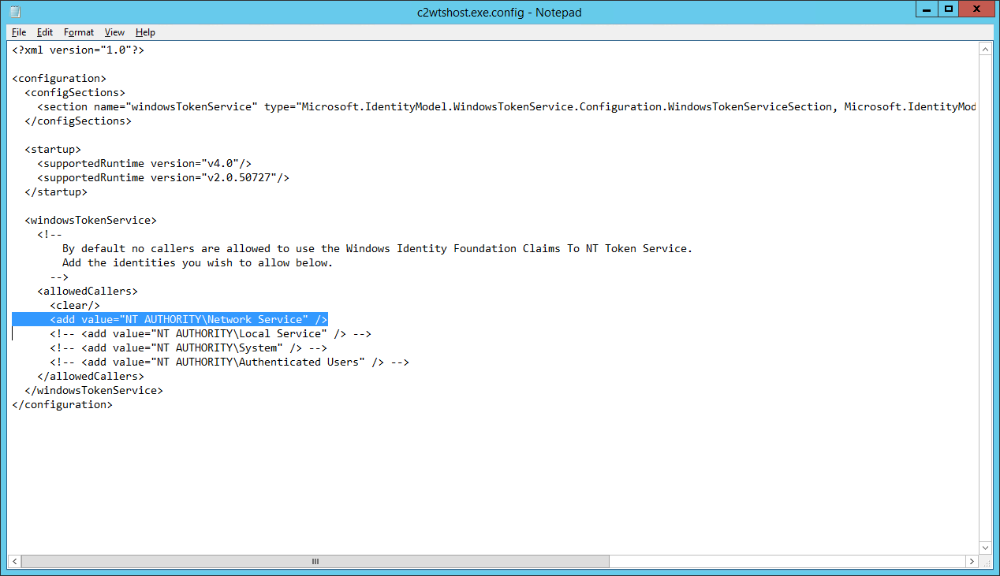 c2wtshost.exe.config - Notepad
File Edit Format View Help
<?xml version="1.0"?>
<configuration>
<configSections>
<section name="windowsTokenService" type="Microsoft.IdentityModel.WindowsTokenService.Configuration.WindowsTokenServiceSection, Microsoft.IdentityMod
</configSections>
<startup>
<supportedRuntime version="v4.0"/>
<supportedRuntime version="v2.0.50727"/>
</startup>
<windowsTokenService>
<!--
By default no callers are allowed to use the Windows Identity Foundation Claims To NT Token Service.
Add the identities you wish to allow below.
-->
<allowedCallers>
<clear/>
<add value="NT AUTHORITY\Network Service" />
<!-- <add value="NT AUTHORITY\Local Service" /> -->
<!-- <add value="NT AUTHORITY\System" /> -->
<!-- <add value="NT AUTHORITY\Authenticated Users" /> -->
</allowedCallers>
</windowsTokenService>
</configuration>